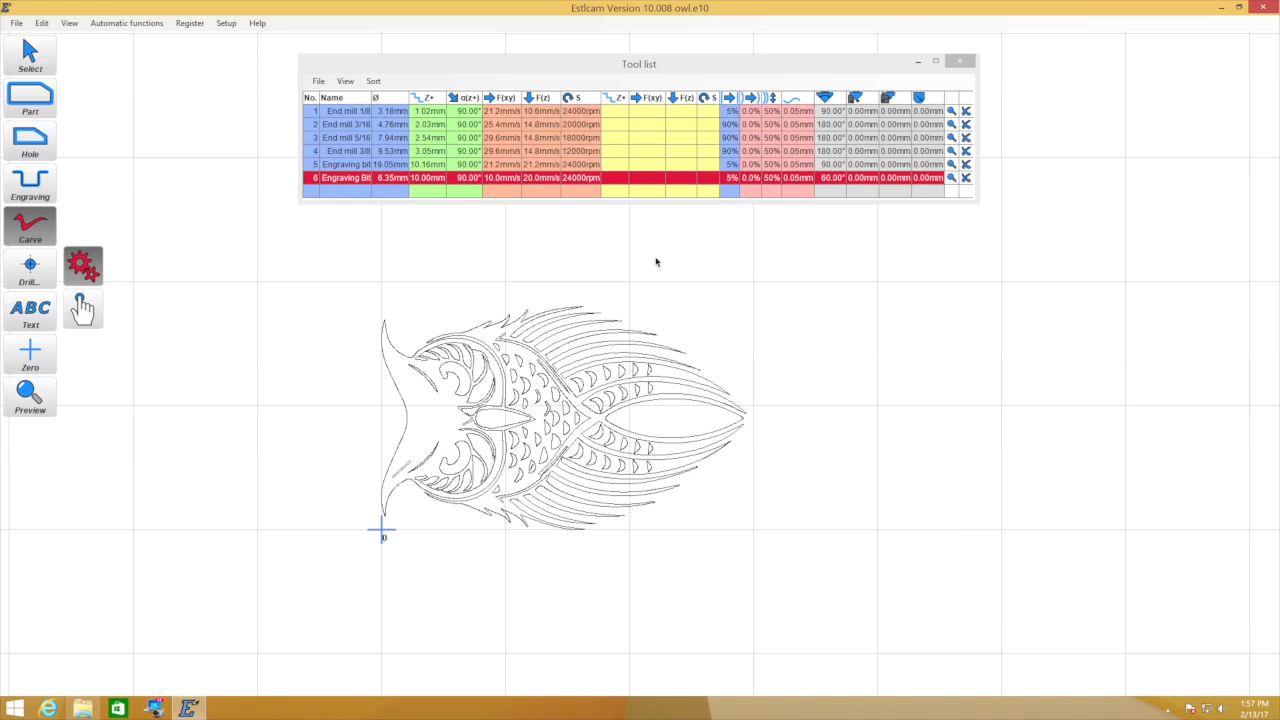 Estlcam Version 10.008 owl.e10
File Edit View Automatic functions Register Setup Help
Select
Part
Hole
Engraving
Carve
Drill...
ABC
Text
Zero
Preview
Tool list
File View Sort
No. Name Ø Z+ α(z+) F(xy) F(z) S Z+ F(xy) F(z) S
1 End mill 1/8 3.18mm 1.02mm 90.00° 21.2mm/s 10.6mm/s 24000rpm 5% 0.0% 50% 0.05mm 90.00° 0.00mm 0.00mm 0.00mm
2 End mill 3/16 4.76mm 2.03mm 90.00° 25.4mm/s 14.8mm/s 20000rpm 90% 0.0% 50% 0.05mm 180.00° 0.00mm 0.00mm 0.00mm
3 End mill 5/16 7.94mm 2.54mm 90.00° 29.6mm/s 14.8mm/s 18000rpm 90% 0.0% 50% 0.05mm 180.00° 0.00mm 0.00mm 0.00mm
4 End mill 3/8 9.53mm 3.05mm 90.00° 29.6mm/s 14.8mm/s 12000rpm 90% 0.0% 50% 0.05mm 180.00° 0.00mm 0.00mm 0.00mm
5 Engraving bit 19.05mm 10.16mm 90.00° 21.2mm/s 21.2mm/s 24000rpm 5% 0.0% 50% 0.05mm 90.00° 0.00mm 0.00mm 0.00mm
6 Engraving Bit 6.35mm 10.00mm 90.00° 10.0mm/s 20.0mm/s 24000rpm 5% 0.0% 50% 0.05mm 60.00° 0.00mm 0.00mm 0.00mm
0
1:57 PM
2/13/17